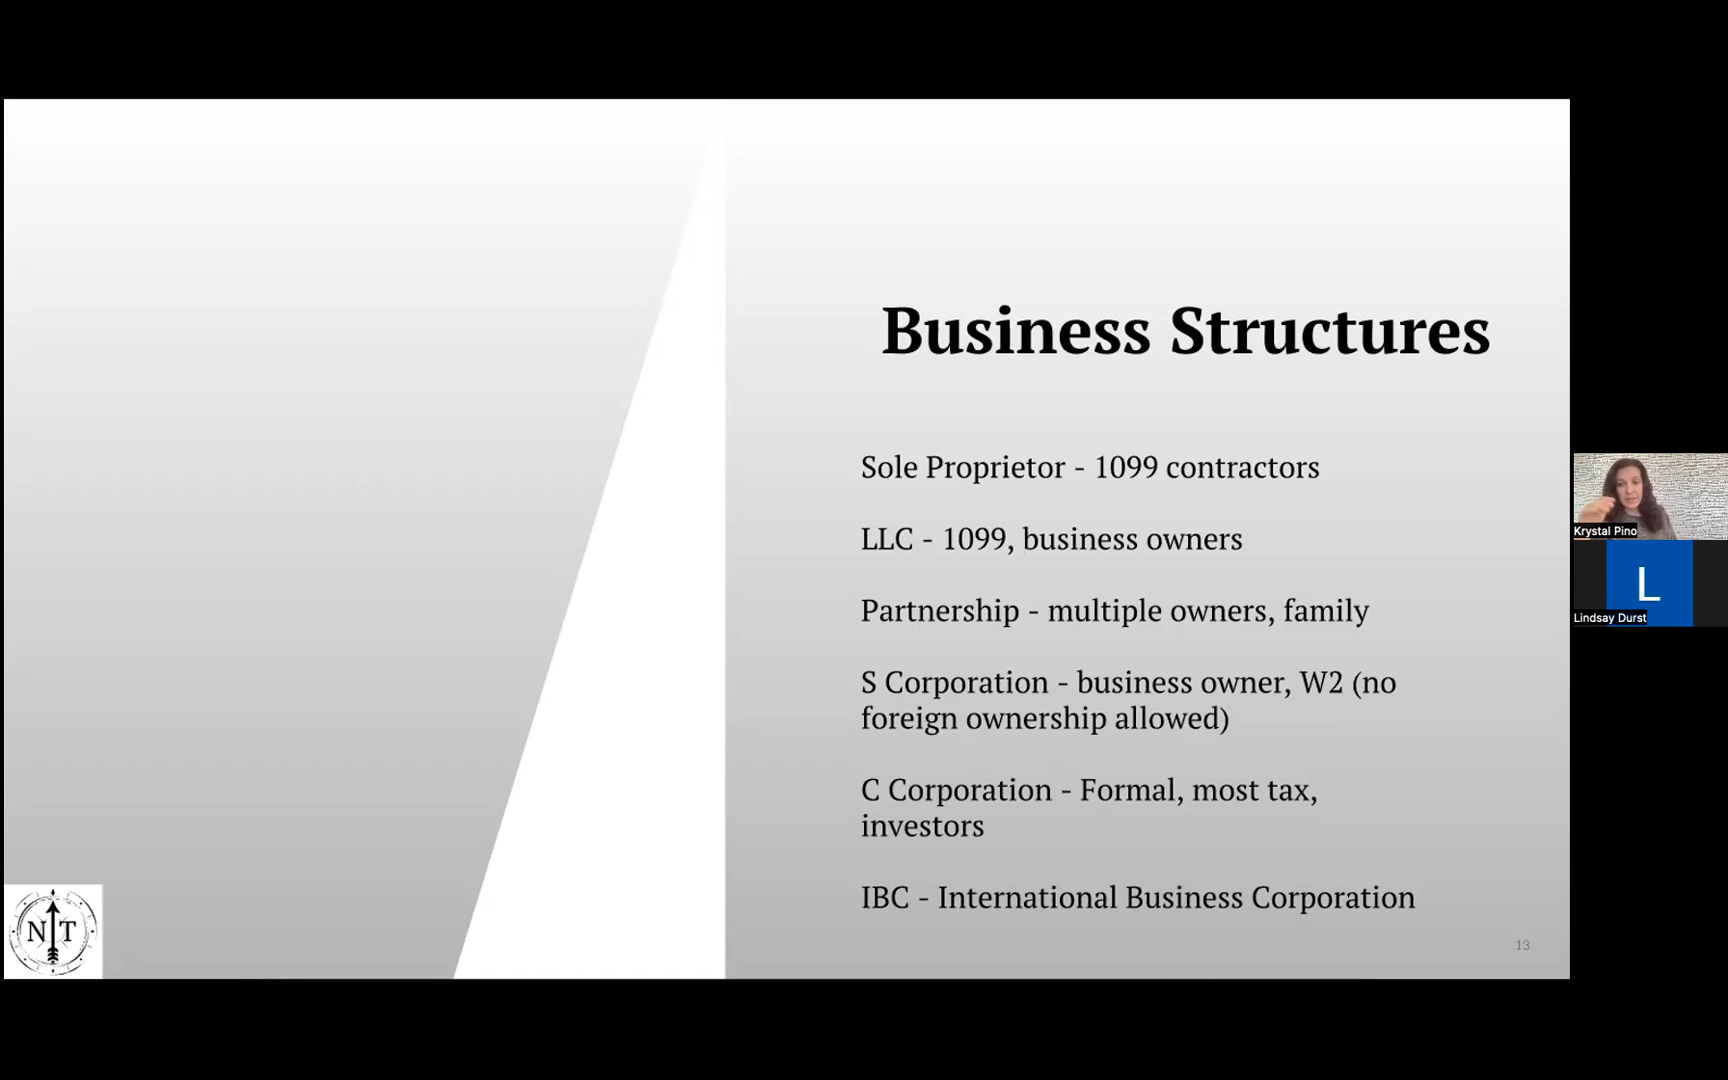 Business Structures
Sole Proprietor - 1099 contractors
LLC - 1099, business owners
Partnership - multiple owners, family
S Corporation - business owner, W2 (no
foreign ownership allowed)
C Corporation - Formal, most tax,
investors
IBC - International Business Corporation
13
N T
Krystal Pino
L
Lindsay Durst